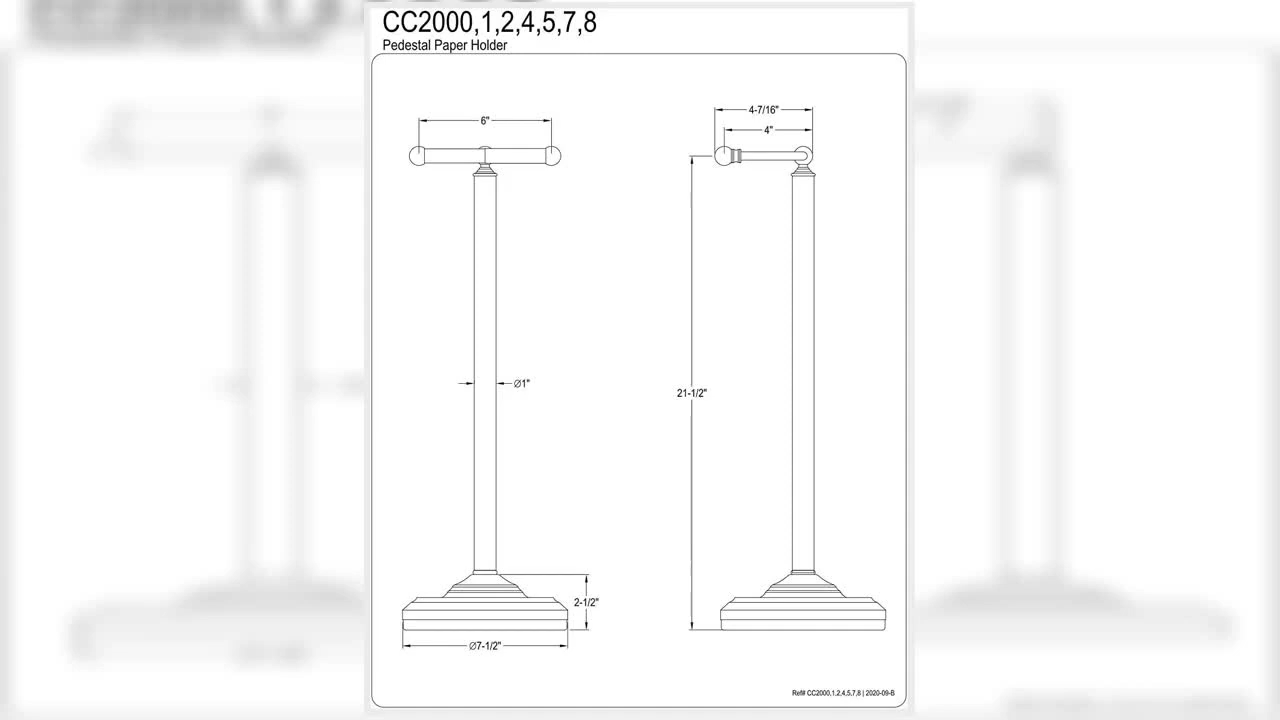 CC2000,1,2,4,5,7,8
Pedestal Paper Holder
6"
4-7/16"
4"
Ø1"
21-1/2"
2-1/2"
Ø7-1/2"
Ref# CC2000,1,2,4,5,7,8 | 2020-09-B